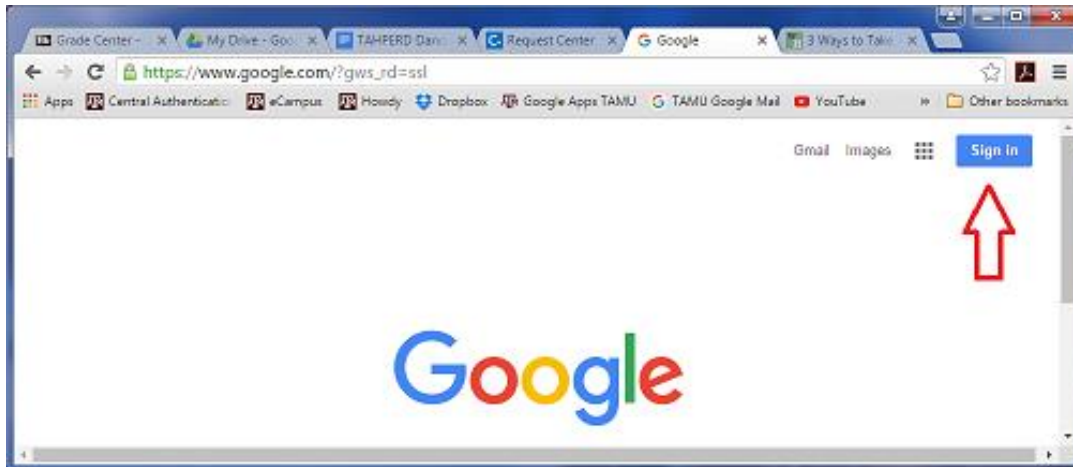 Grade Center - My Drive - Goo TAHPERD Danc Request Center Google 3 Ways to Take
https://www.google.com/?gws_rd=ssl
Apps Central Authenticatio eCampus Howdy Dropbox Google Apps TAMU TAMU Google Mail YouTube » Other bookmarks
Gmail Images Sign in
Google